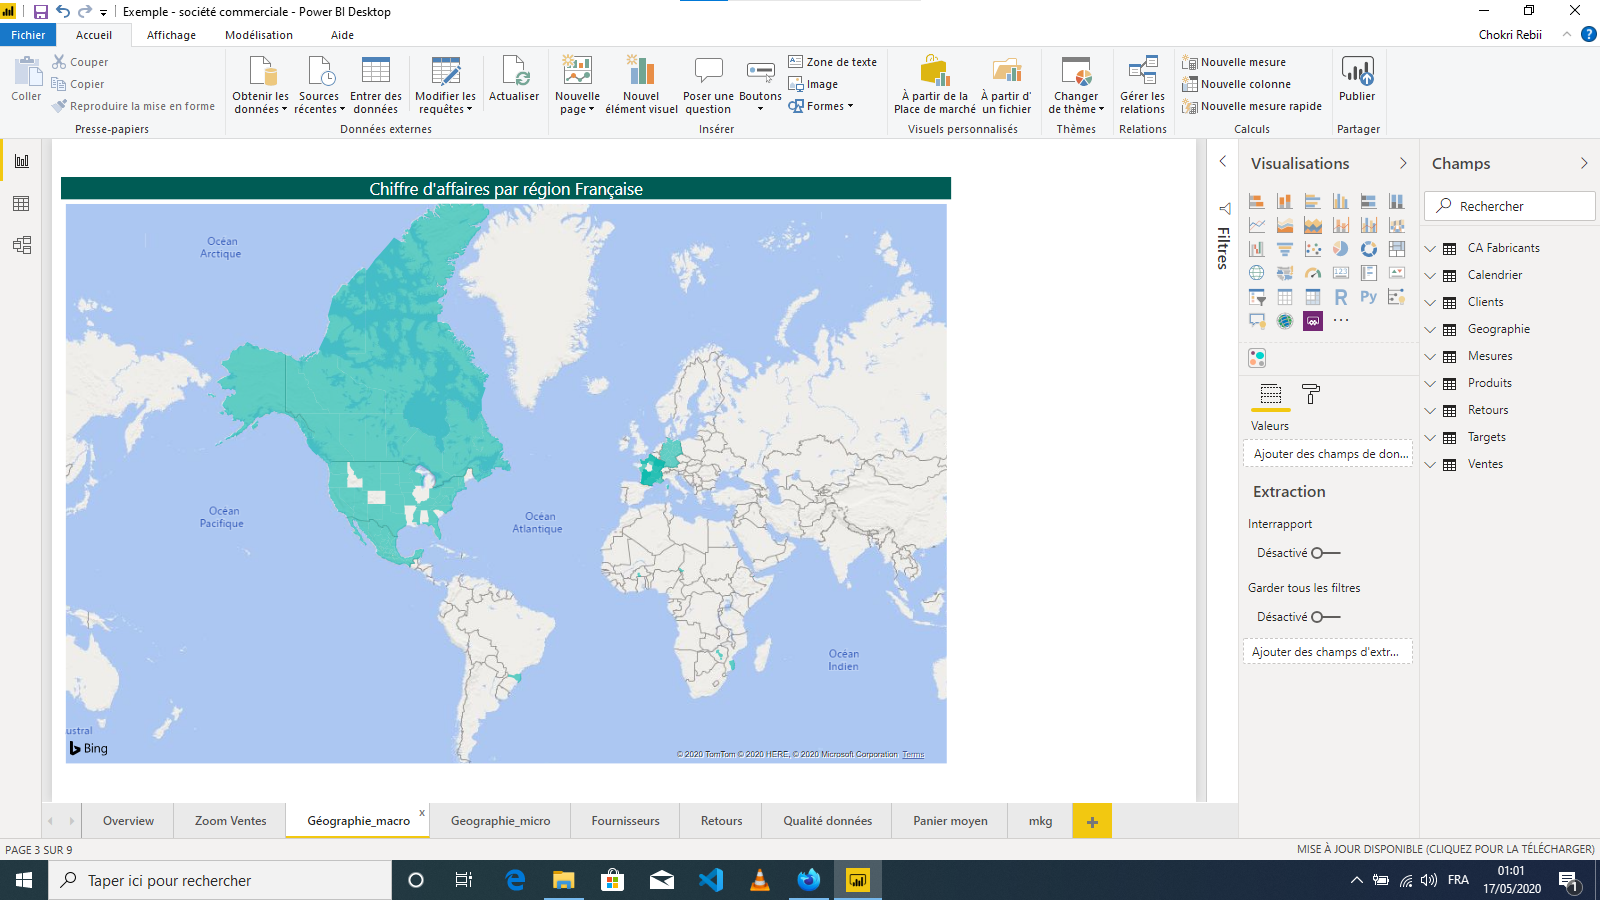 Exemple - société commerciale - Power BI Desktop
Fichier
Accueil
Affichage
Modélisation
Aide
Chokri Rebii
?
Coller
Couper
Copier
Reproduire la mise en forme
Presse-papiers
Obtenir les
données
Sources
récentes
Entrer des
données
Modifier les
requêtes
Actualiser
Données externes
Nouvelle
page
Nouvel
élément visuel
Poser une
question
Boutons
Zone de texte
Image
Formes
Insérer
À partir de la
Place de marché
À partir d'
un fichier
Visuels personnalisés
Changer
de thème
Thèmes
Gérer les
relations
Relations
Nouvelle mesure
Nouvelle colonne
Nouvelle mesure rapide
Calculs
Publier
Partager
Chiffre d'affaires par région Française
Océan
Arctique
Océan
Pacifique
Océan
Atlantique
Océan
Indien
ustral
Bing
© 2020 TomTom © 2020 HERE, © 2020 Microsoft Corporation Terms
Filtres
Visualisations
R
Py
Valeurs
Ajouter des champs de don...
Extraction
Interrapport
Désactivé
Garder tous les filtres
Désactivé
Ajouter des champs d'extr...
Champs
Rechercher
CA Fabricants
Calendrier
Clients
Geographie
Mesures
Produits
Retours
Targets
Ventes
Overview
Zoom Ventes
Géographie_macro
x
Geographie_micro
Fournisseurs
Retours
Qualité données
Panier moyen
mkg
+
PAGE 3 SUR 9
MISE À JOUR DISPONIBLE (CLIQUEZ POUR LA TÉLÉCHARGER)
Taper ici pour rechercher
FRA
01:01
17/05/2020
1